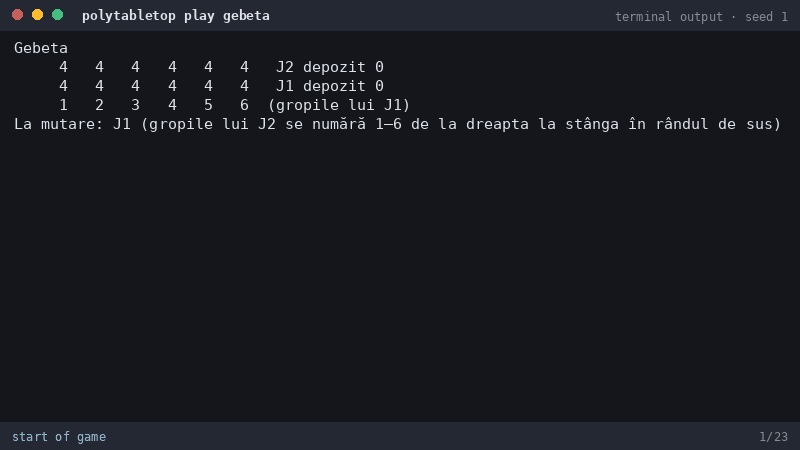 polytabletop play gebeta
terminal output · seed 1
Gebeta
4 4 4 4 4 4 J2 depozit 0
4 4 4 4 4 4 J1 depozit 0
1 2 3 4 5 6 (gropile lui J1)
La mutare: J1 (gropile lui J2 se numără 1–6 de la dreapta la stânga în rândul de sus)
start of game
1/23